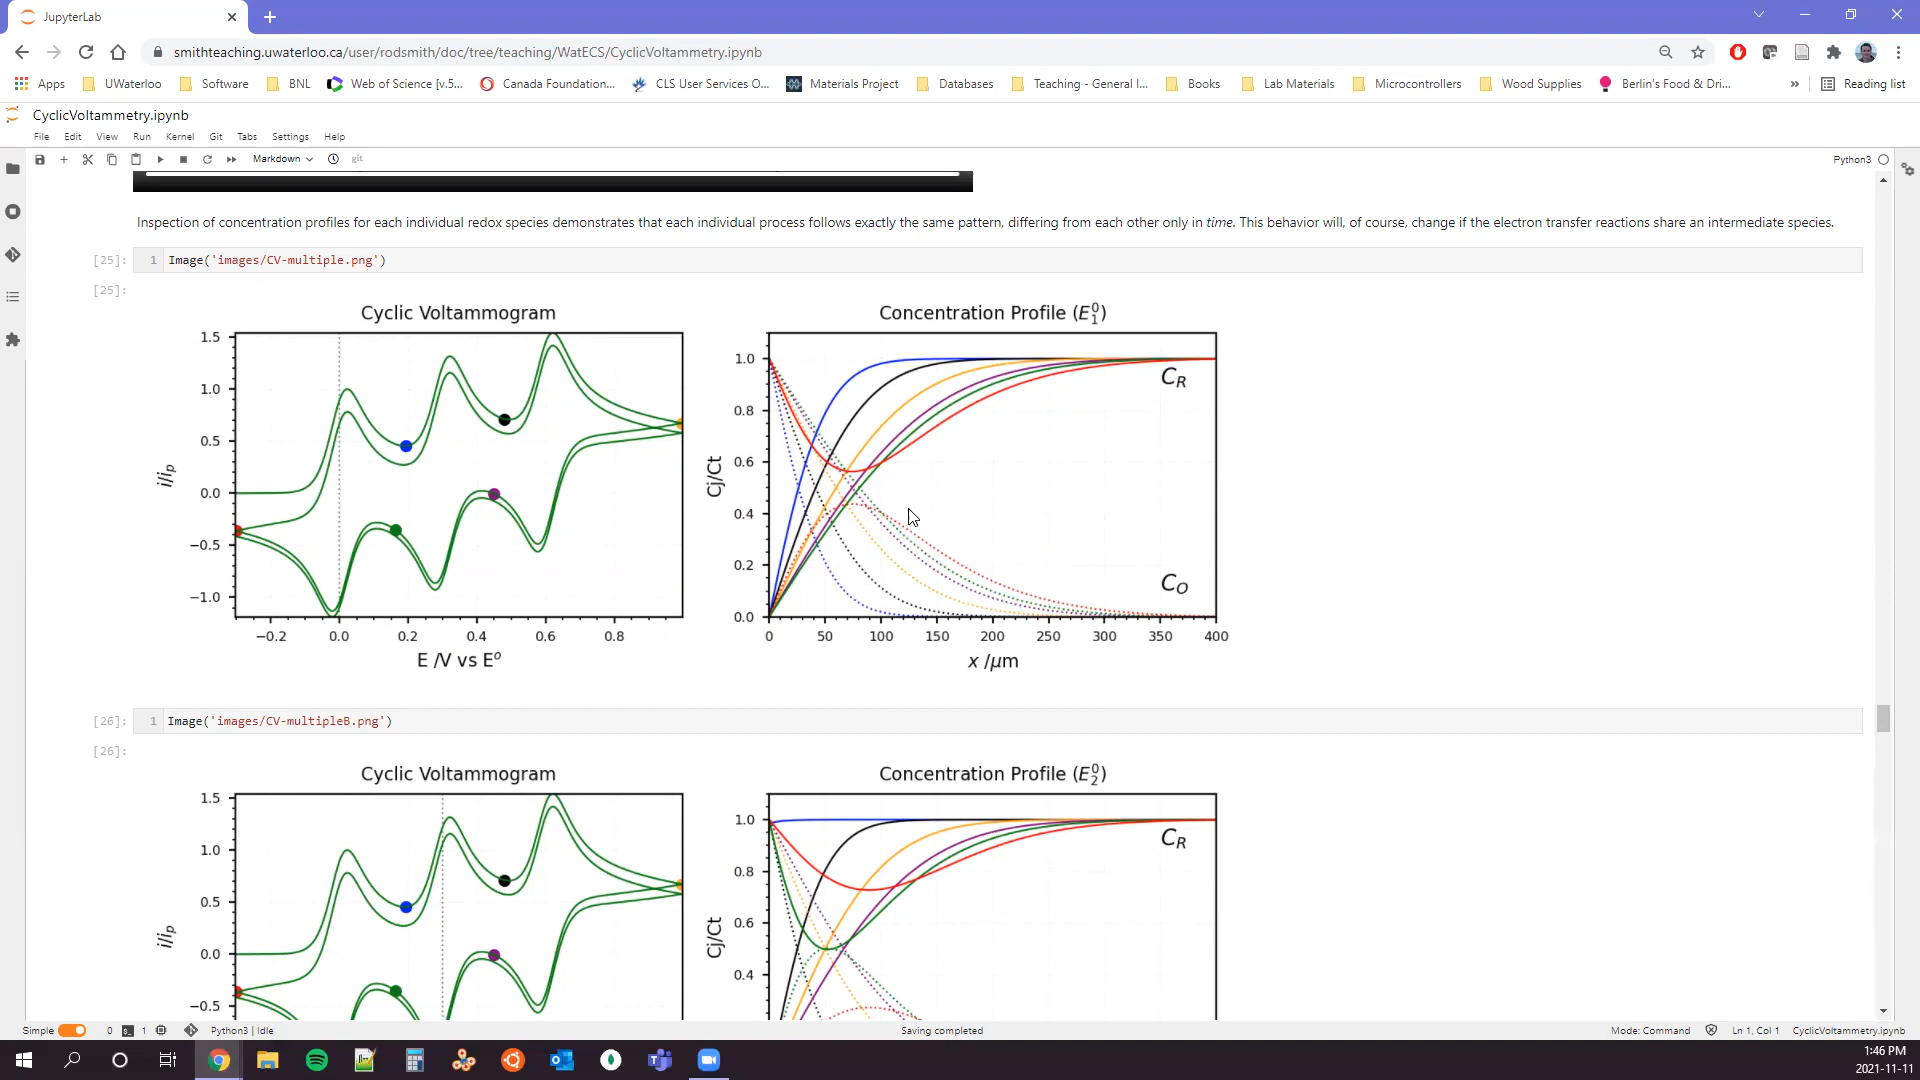 JupyterLab
smithteaching.uwaterloo.ca/user/rodsmith/doc/tree/teaching/WatECS/CyclicVoltammetry.ipynb
Apps UWaterloo Software BNL Web of Science [v.5... Canada Foundation... CLS User Services O... Materials Project Databases Teaching - General I... Books Lab Materials Microcontrollers Wood Supplies Berlin's Food & Dri... » Reading list
CyclicVoltammetry.ipynb
File Edit View Run Kernel Git Tabs Settings Help
Markdown git Python3
Inspection of concentration profiles for each individual redox species demonstrates that each individual process follows exactly the same pattern, differing from each other only in time. This behavior will, of course, change if the electron transfer reactions share an intermediate species.
[25]: 1 Image('images/CV-multiple.png')
[25]:
Cyclic Voltammogram Concentration Profile (E₁⁰)
1.5
1.0
0.5
0.0
−0.5
−1.0
i/iₚ
−0.2 0.0 0.2 0.4 0.6 0.8
E /V vs Eᵒ
1.0
0.8
0.6
0.4
0.2
0.0
Cj/Ct
C_R
C_O
0 50 100 150 200 250 300 350 400
x /μm
[26]: 1 Image('images/CV-multipleB.png')
[26]:
Cyclic Voltammogram Concentration Profile (E₂⁰)
1.5
1.0
0.5
0.0
−0.5
i/iₚ
1.0
0.8
0.6
0.4
Cj/Ct
C_R
Simple 0 1 Python3 | Idle Saving completed Mode: Command Ln 1, Col 1 CyclicVoltammetry.ipynb
1:46 PM
2021-11-11